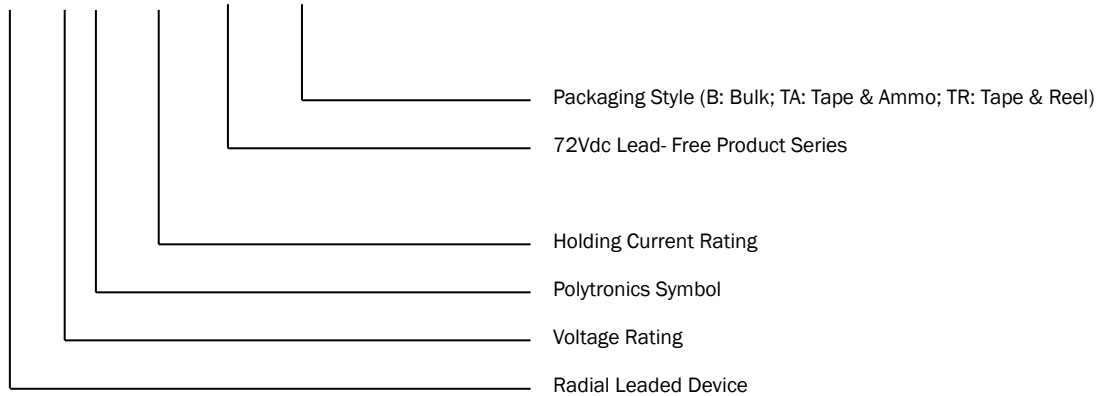 Packaging Style (B: Bulk; TA: Tape & Ammo; TR: Tape & Reel)
72Vdc Lead- Free Product Series
Holding Current Rating
Polytronics Symbol
Voltage Rating
Radial Leaded Device